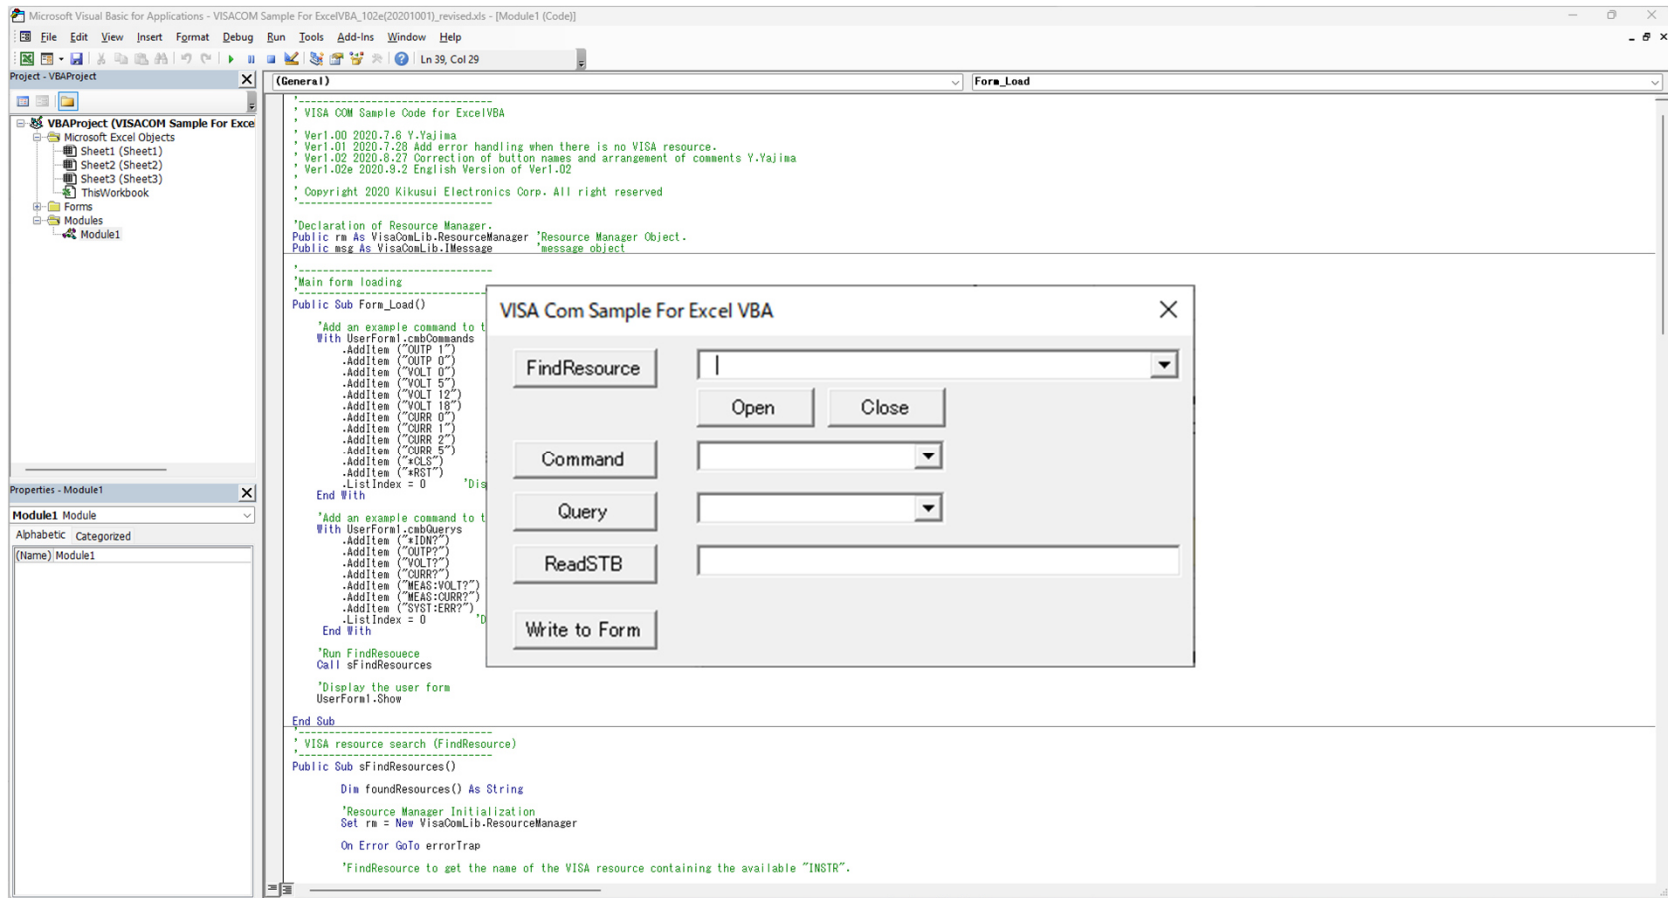 Microsoft Visual Basic for Applications - VISACOM Sample For ExcelVBA_102e(20201001)_revised.xls - [Module1 (Code)]
File Edit View Insert Format Debug Run Tools Add-Ins Window Help
Ln 39, Col 29
Project - VBAProject
VBAProject (VISACOM Sample For Exce
Microsoft Excel Objects
Sheet1 (Sheet1)
Sheet2 (Sheet2)
Sheet3 (Sheet3)
ThisWorkbook
Forms
Modules
Module1
Properties - Module1
Module1 Module
Alphabetic Categorized
(Name) Module1
(General) Form_Load
'-------------------------------
' VISA COM Sample Code for ExcelVBA
'
' Ver1.00 2020.7.6 Y.Yajima
' Ver1.01 2020.7.28 Add error handling when there is no VISA resource.
' Ver1.02 2020.8.27 Correction of button names and arrangement of comments Y.Yajima
' Ver1.02e 2020.9.2 English Version of Ver1.02
'
' Copyright 2020 Kikusui Electronics Corp. All right reserved
'-------------------------------
'Declaration of Resource Manager.
Public rm As VisaComLib.ResourceManager 'Resource Manager Object.
Public msg As VisaComLib.IMessage 'message object
'-------------------------------
'Main form loading
'-------------------------------
Public Sub Form_Load()
'Add an example command to t
With UserForm1.cmbCommands
.AddItem ("OUTP 1")
.AddItem ("OUTP 0")
.AddItem ("VOLT 0")
.AddItem ("VOLT 5")
.AddItem ("VOLT 12")
.AddItem ("VOLT 18")
.AddItem ("CURR 0")
.AddItem ("CURR 1")
.AddItem ("CURR 2")
.AddItem ("CURR 5")
.AddItem ("*CLS")
.AddItem ("*RST")
.ListIndex = 0 'Dis
End With
'Add an example command to t
With UserForm1.cmbQuerys
.AddItem ("*IDN?")
.AddItem ("OUTP?")
.AddItem ("VOLT?")
.AddItem ("CURR?")
.AddItem ("MEAS:VOLT?")
.AddItem ("MEAS:CURR?")
.AddItem ("SYST:ERR?")
.ListIndex = 0 'D
End With
'Run FindResouece
Call sFindResources
'Display the user form
UserForm1.Show
End Sub
'-------------------------------
' VISA resource search (FindResource)
'-------------------------------
Public Sub sFindResources()
Dim foundResources() As String
'Resource Manager Initialization
Set rm = New VisaComLib.ResourceManager
On Error GoTo errorTrap
'FindResource to get the name of the VISA resource containing the available "INSTR".
VISA Com Sample For Excel VBA
FindResource
Open Close
Command
Query
ReadSTB
Write to Form